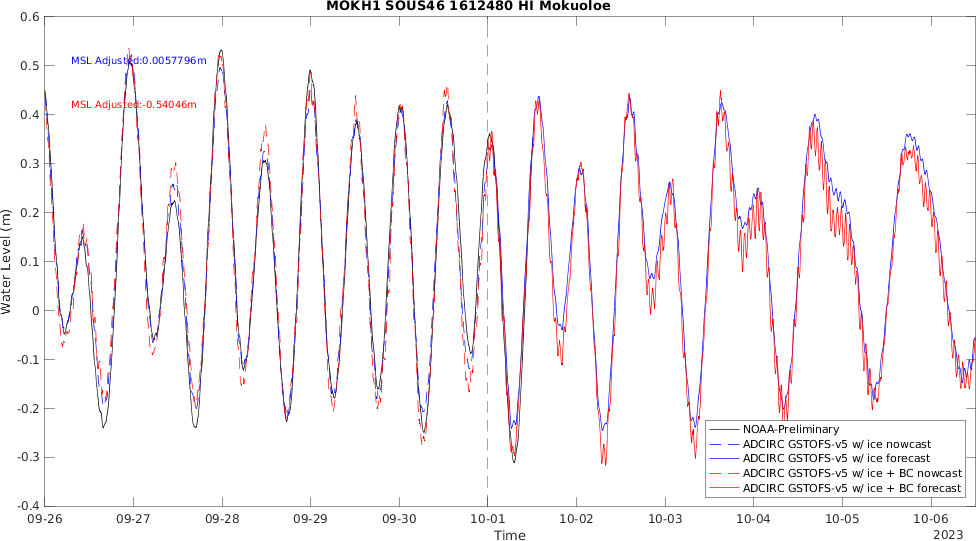 MOKH1 SOUS46 1612480 HI Mokuoloe
0.6
0.5
0.4
0.3
0.2
0.1
0
-0.1
-0.2
-0.3
-0.4
Water Level (m)
MSL Adjusted:0.0057796m
MSL Adjusted:-0.54046m
NOAA-Preliminary
ADCIRC GSTOFS-v5 w/ ice nowcast
ADCIRC GSTOFS-v5 w/ ice forecast
ADCIRC GSTOFS-v5 w/ ice + BC nowcast
ADCIRC GSTOFS-v5 w/ ice + BC forecast
09-26 09-27 09-28 09-29 09-30 10-01 10-02 10-03 10-04 10-05 10-06
Time
2023